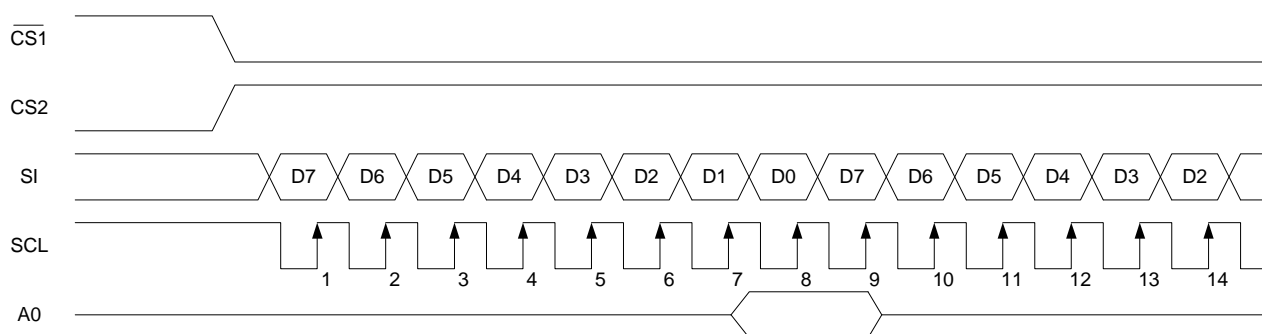 CS1
CS2
SI D7 D6 D5 D4 D3 D2 D1 D0 D7 D6 D5 D4 D3 D2
SCL
1 2 3 4 5 6 7 8 9 10 11 12 13 14
A0